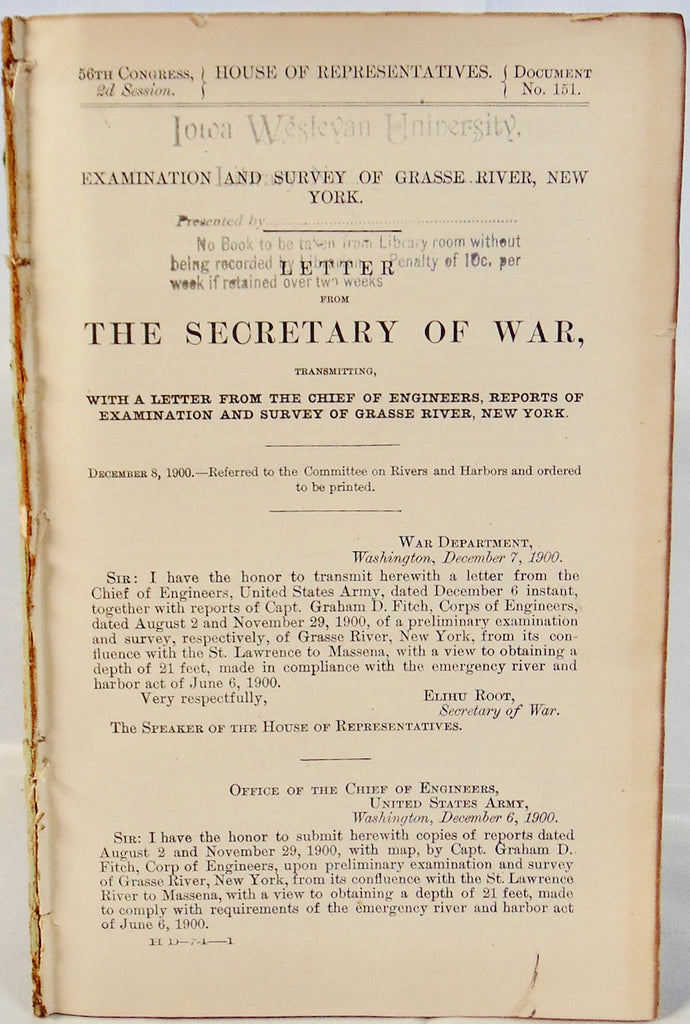 56TH CONGRESS, } HOUSE OF REPRESENTATIVES. { DOCUMENT
2d Session. } { No. 151.
Iowa Wesleyan University,
EXAMINATION AND SURVEY OF GRASSE RIVER, NEW
YORK.
Presented by
No Book to be taken from Library room without
LETTER
being recorded by Librarian. Penalty of 10c. per
week if retained over two weeks
FROM
THE SECRETARY OF WAR,
TRANSMITTING,
WITH A LETTER FROM THE CHIEF OF ENGINEERS, REPORTS OF
EXAMINATION AND SURVEY OF GRASSE RIVER, NEW YORK.
DECEMBER 8, 1900.—Referred to the Committee on Rivers and Harbors and ordered
to be printed.
WAR DEPARTMENT,
Washington, December 7, 1900.
SIR: I have the honor to transmit herewith a letter from the
Chief of Engineers, United States Army, dated December 6 instant,
together with reports of Capt. Graham D. Fitch, Corps of Engineers,
dated August 2 and November 29, 1900, of a preliminary examination
and survey, respectively, of Grasse River, New York, from its con-
fluence with the St. Lawrence to Massena, with a view to obtaining a
depth of 21 feet, made in compliance with the emergency river and
harbor act of June 6, 1900.
Very respectfully, ELIHU ROOT,
Secretary of War.
The SPEAKER OF THE HOUSE OF REPRESENTATIVES.
OFFICE OF THE CHIEF OF ENGINEERS,
UNITED STATES ARMY,
Washington, December 6, 1900.
SIR: I have the honor to submit herewith copies of reports dated
August 2 and November 29, 1900, with map, by Capt. Graham D.
Fitch, Corp of Engineers, upon preliminary examination and survey
of Grasse River, New York, from its confluence with the St. Lawrence
River to Massena, with a view to obtaining a depth of 21 feet, made
to comply with requirements of the emergency river and harbor act
of June 6, 1900.
H D—74——1